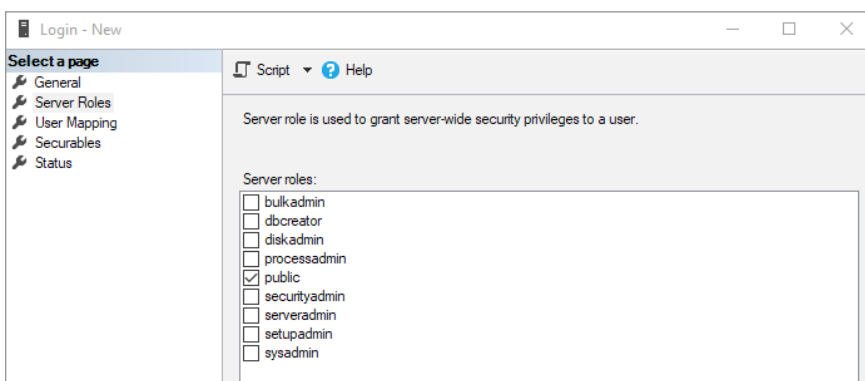 Login - New
Select a page
General
Server Roles
User Mapping
Securables
Status
Script
Help
Server role is used to grant server-wide security privileges to a user.
Server roles:
bulkadmin
dbcreator
diskadmin
processadmin
public
securityadmin
serveradmin
setupadmin
sysadmin